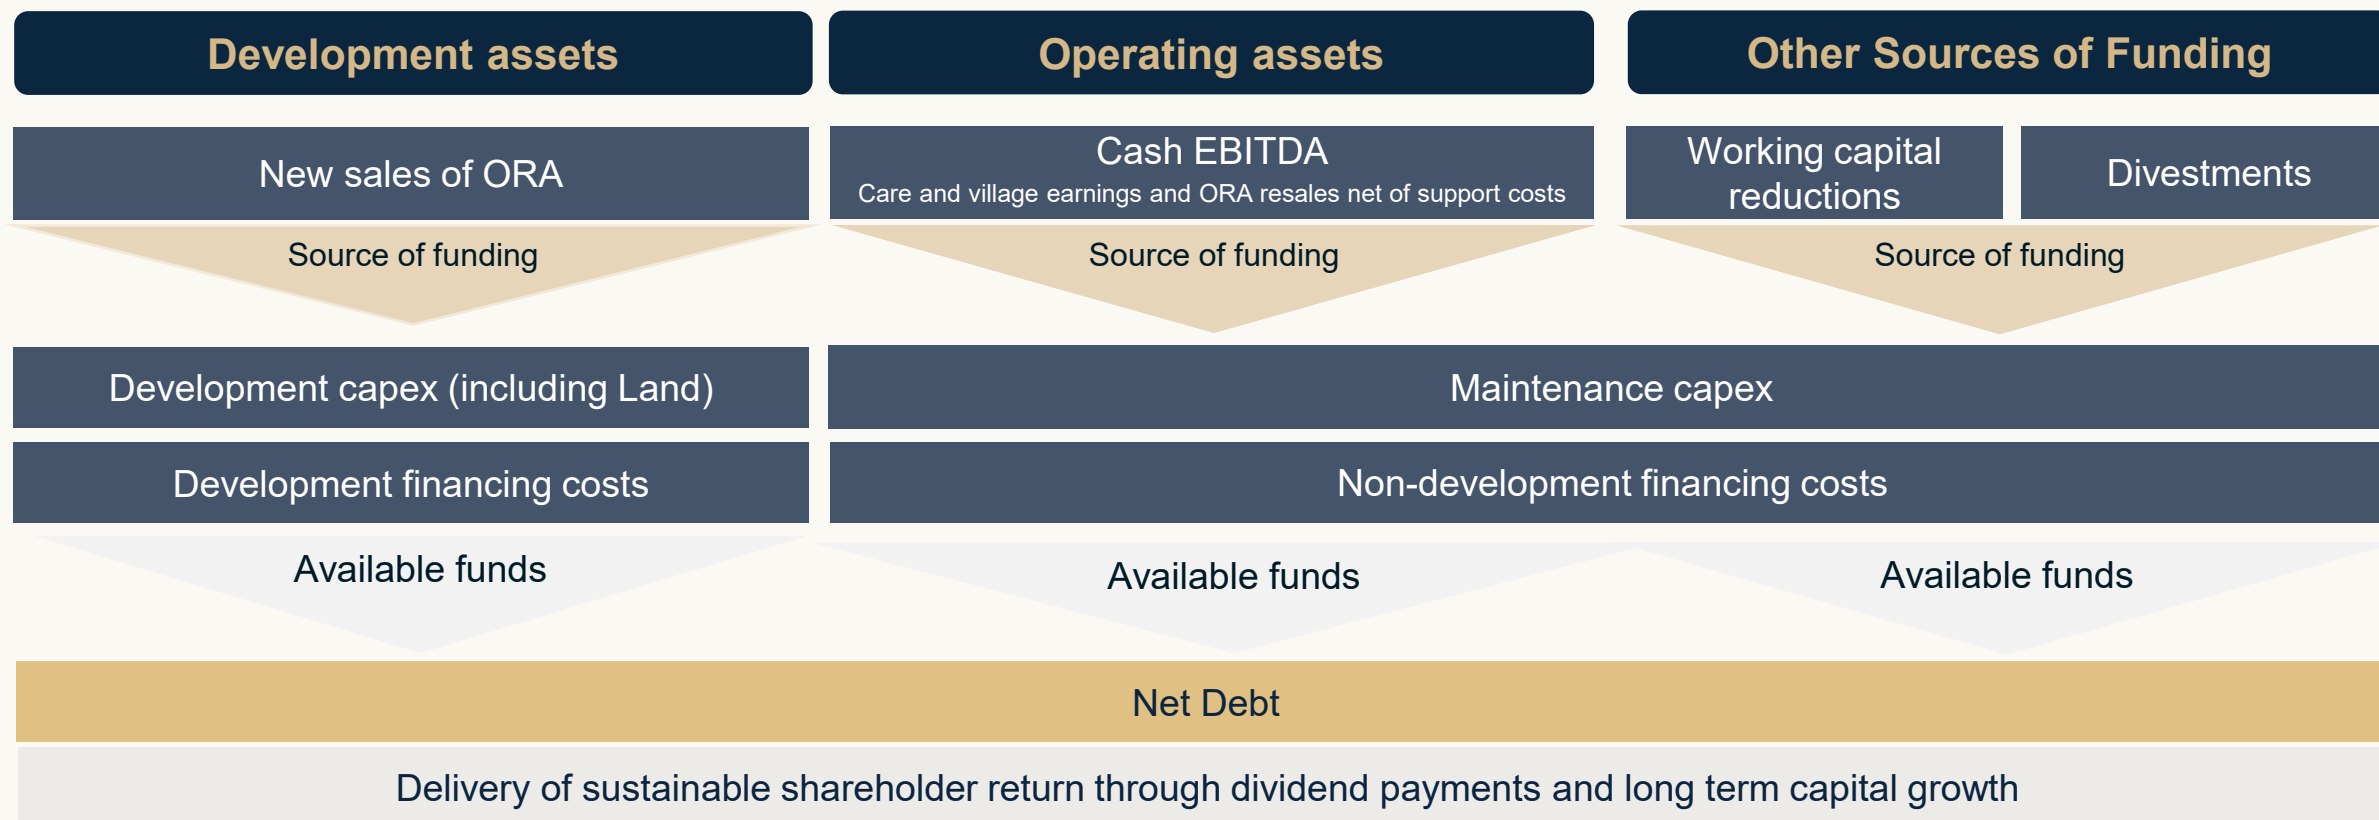 Development assets
Operating assets
Other Sources of Funding
New sales of ORA
Cash EBITDA
Care and village earnings and ORA resales net of support costs
Working capital
reductions
Divestments
Source of funding
Source of funding
Source of funding
Development capex (including Land)
Maintenance capex
Development financing costs
Non-development financing costs
Available funds
Available funds
Available funds
Net Debt
Delivery of sustainable shareholder return through dividend payments and long term capital growth